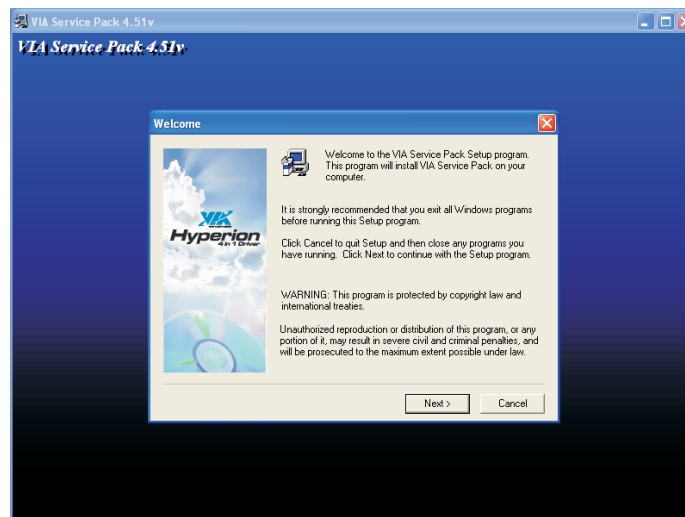 VIA Service Pack 4.51v
VIA Service Pack 4.51v
Welcome
VIA
Hyperion
4 in 1 Driver
Welcome to the VIA Service Pack Setup program.
This program will install VIA Service Pack on your
computer.
It is strongly recommended that you exit all Windows programs
before running this Setup program.
Click Cancel to quit Setup and then close any programs you
have running. Click Next to continue with the Setup program.
WARNING: This program is protected by copyright law and
international treaties.
Unauthorized reproduction or distribution of this program, or any
portion of it, may result in severe civil and criminal penalties, and
will be prosecuted to the maximum extent possible under law.
Next >
Cancel